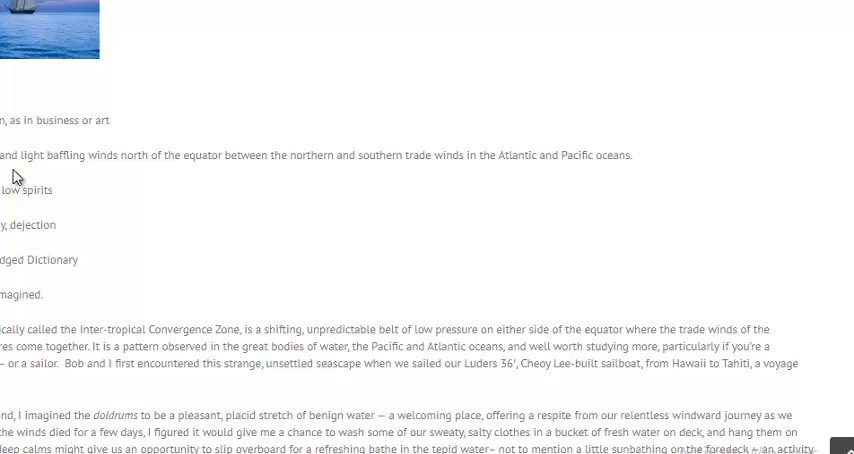 n, as in business or art
and light baffling winds north of the equator between the northern and southern trade winds in the Atlantic and Pacific oceans.
low spirits
y, dejection
dged Dictionary
magined.
ically called the Inter-tropical Convergence Zone, is a shifting, unpredictable belt of low pressure on either side of the equator where the trade winds of the
res come together. It is a pattern observed in the great bodies of water, the Pacific and Atlantic oceans, and well worth studying more, particularly if you're a
– or a sailor.  Bob and I first encountered this strange, unsettled seascape when we sailed our Luders 36', Cheoy Lee-built sailboat, from Hawaii to Tahiti, a voyage
nd, I imagined the doldrums to be a pleasant, placid stretch of benign water — a welcoming place, offering a respite from our relentless windward journey as we
the winds died for a few days, I figured it would give me a chance to wash some of our sweaty, salty clothes in a bucket of fresh water on deck, and hang them on
deep calms might give us an opportunity to slip overboard for a refreshing bathe in the tepid water– not to mention a little sunbathing on the foredeck – an activity